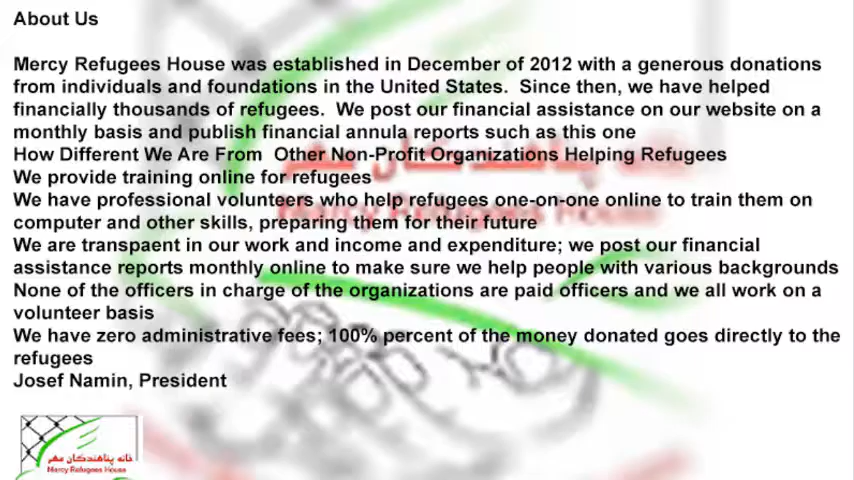 About Us
Mercy Refugees House was established in December of 2012 with a generous donations
from individuals and foundations in the United States.  Since then, we have helped
financially thousands of refugees.  We post our financial assistance on our website on a
monthly basis and publish financial annula reports such as this one
How Different We Are From  Other Non-Profit Organizations Helping Refugees
We provide training online for refugees
We have professional volunteers who help refugees one-on-one online to train them on
computer and other skills, preparing them for their future
We are transpaent in our work and income and expenditure; we post our financial
assistance reports monthly online to make sure we help people with various backgrounds
None of the officers in charge of the organizations are paid officers and we all work on a
volunteer basis
We have zero administrative fees; 100% percent of the money donated goes directly to the
refugees
Josef Namin, President
خانه پناهندگان مهر
Mercy Refugees House
خانه پناهندگان مهر
Mercy Refugees House